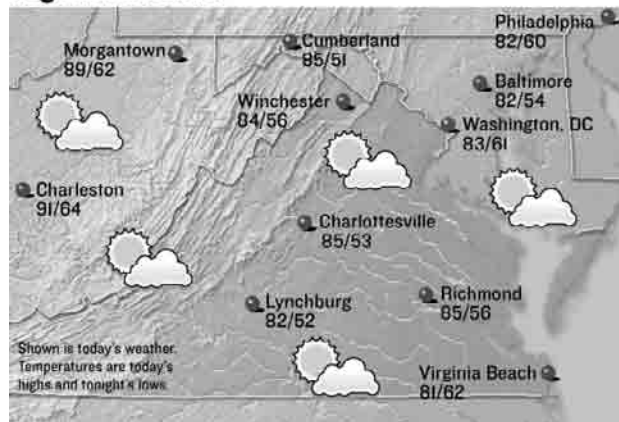 Philadelphia
82/60
Morgantown
89/62
Cumberland
85/51
Baltimore
82/54
Winchester
84/56
Washington, DC
83/61
Charleston
91/64
Charlottesville
85/53
Lynchburg
82/52
Richmond
85/56
Shown is today's weather.
Temperatures are today's
highs and tonight's lows.
Virginia Beach
81/62